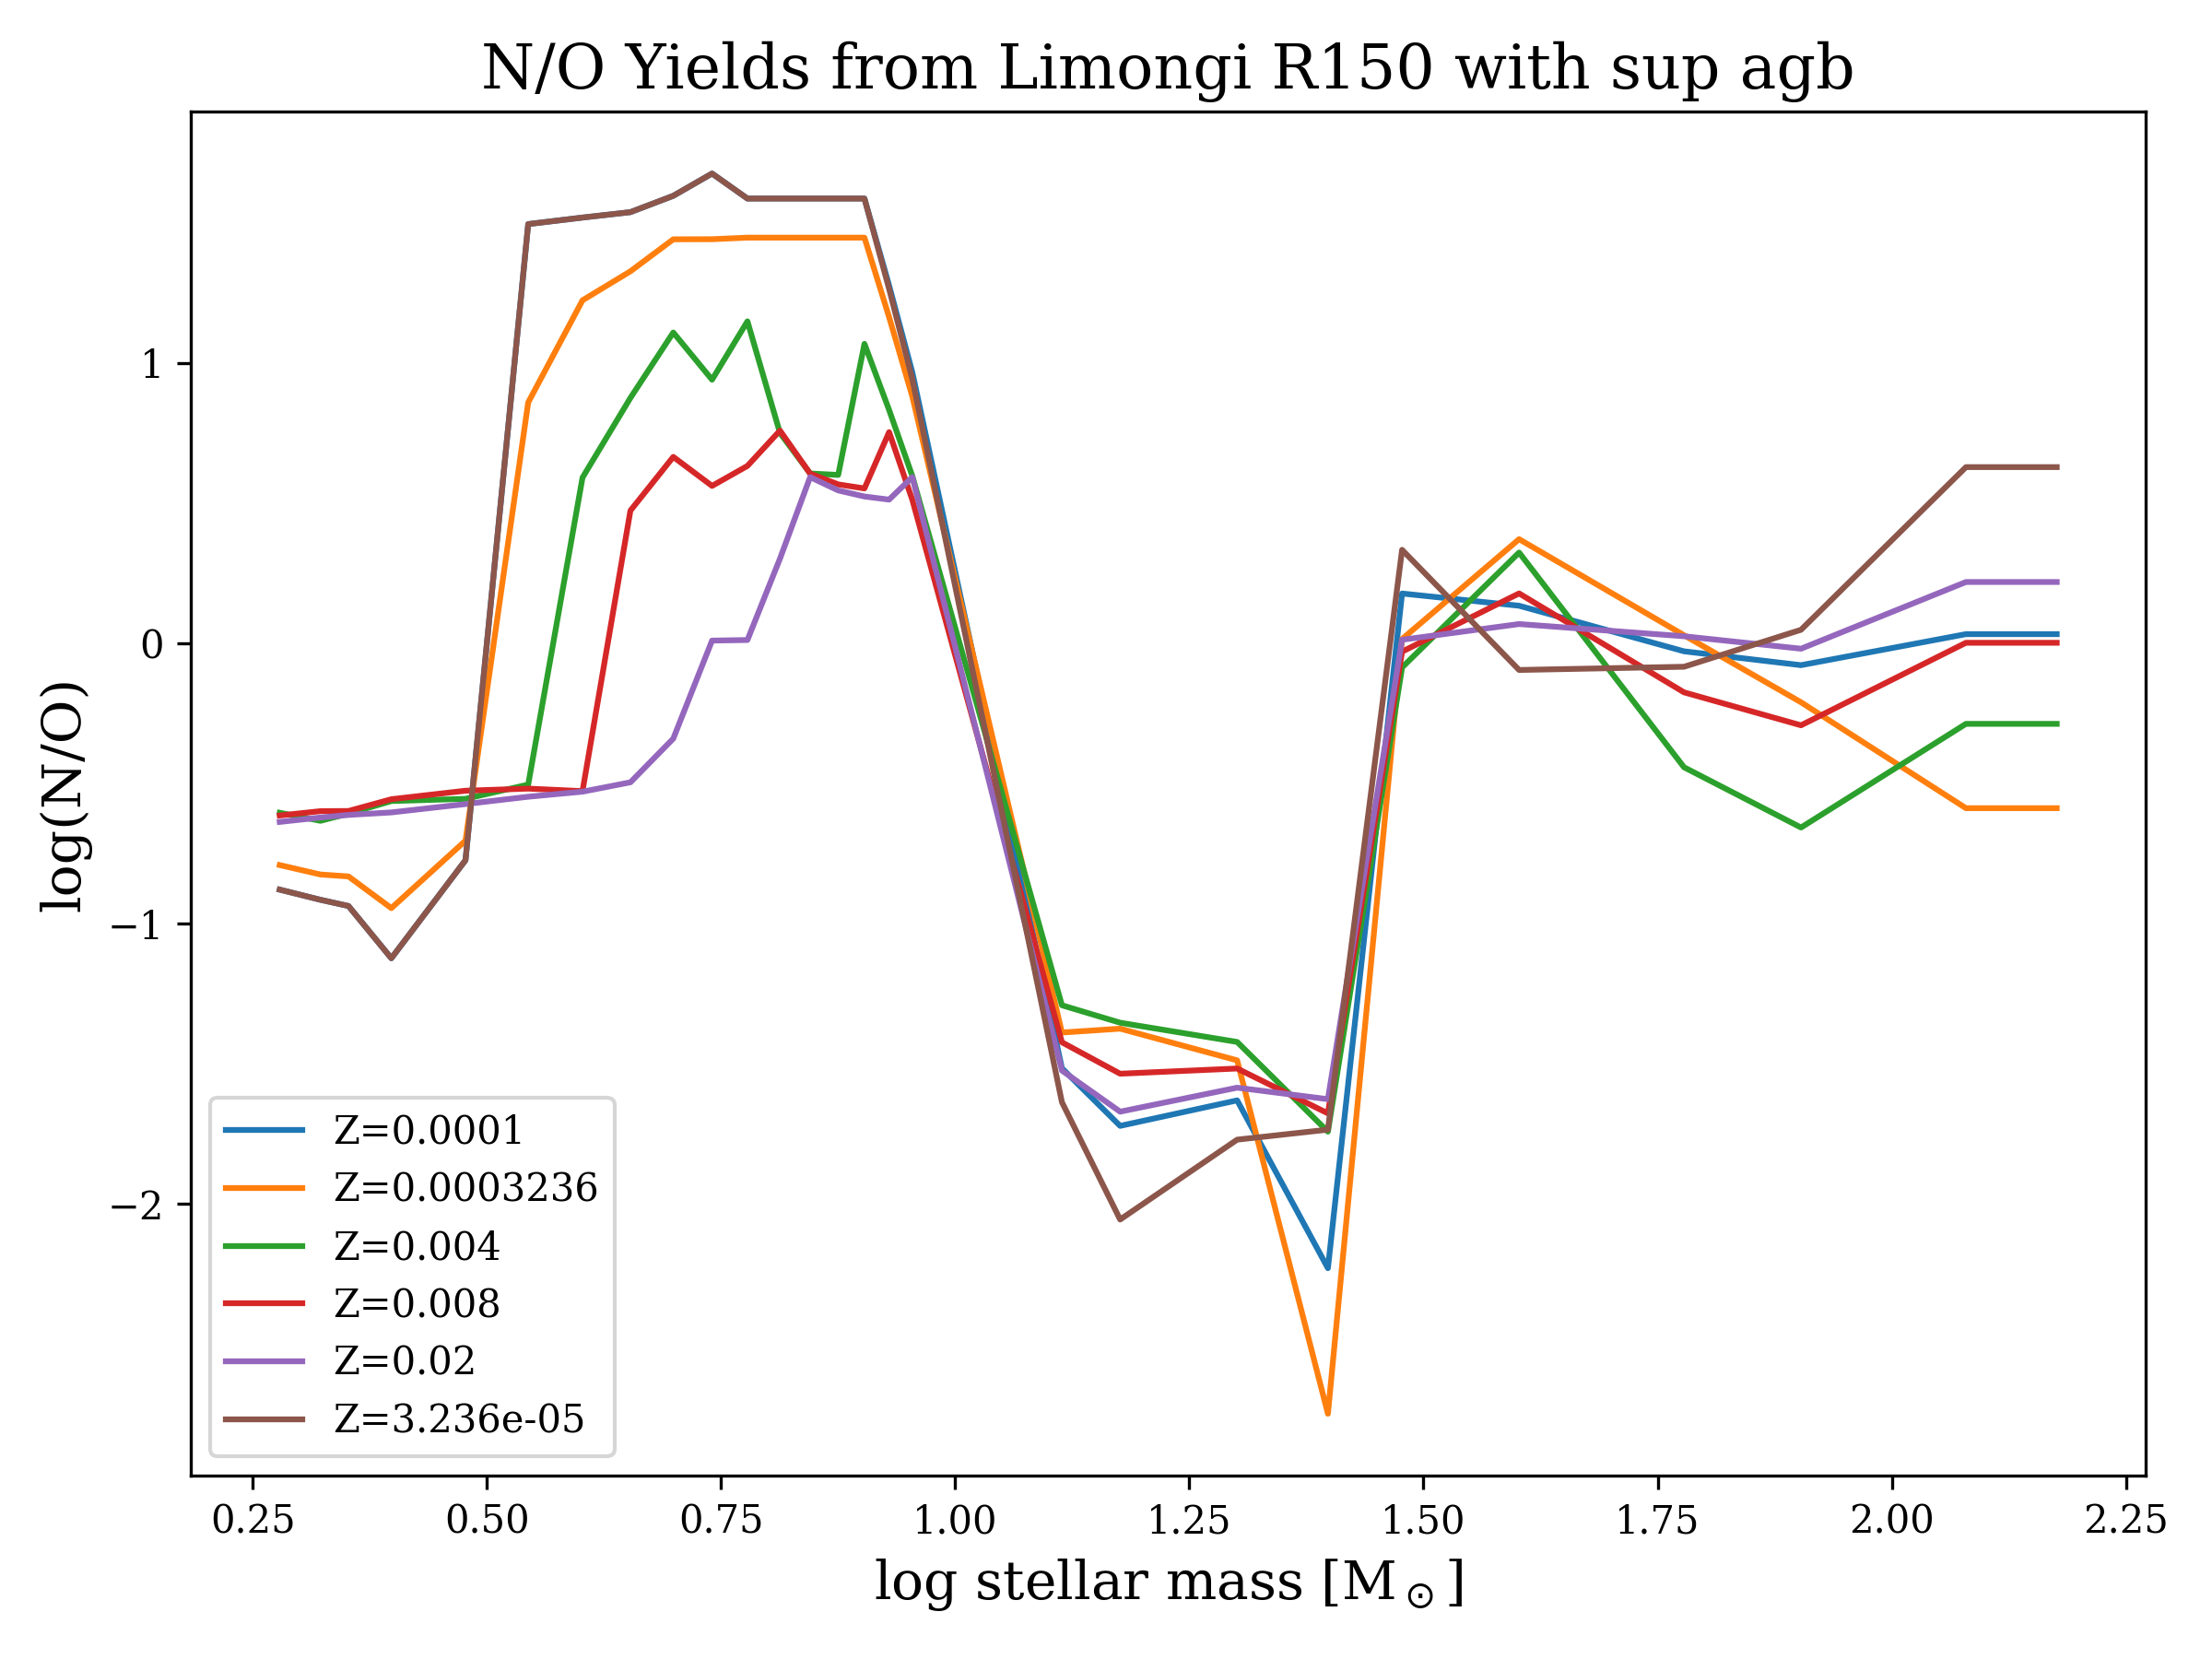 N/O Yields from Limongi R150 with sup agb
log(N/O)
1
0
−1
−2
Z=0.0001
Z=0.0003236
Z=0.004
Z=0.008
Z=0.02
Z=3.236e-05
0.25 0.50 0.75 1.00 1.25 1.50 1.75 2.00 2.25
log stellar mass [M⊙]